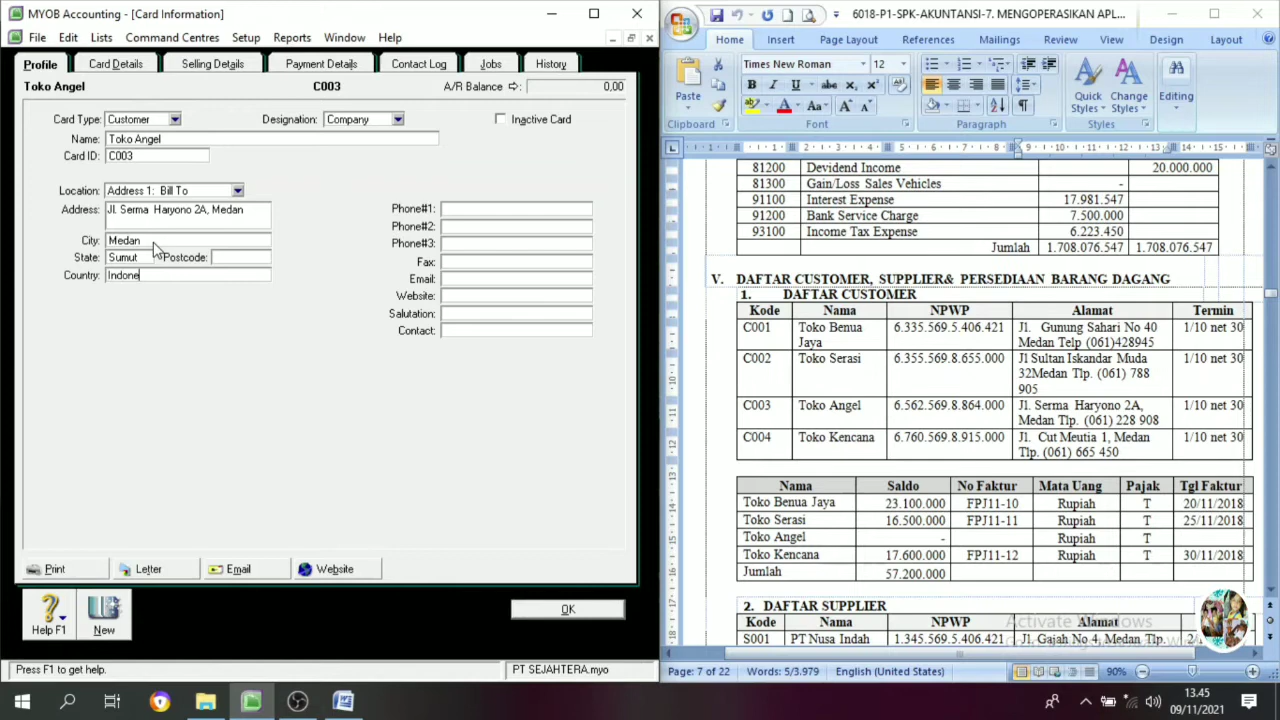 MYOB Accounting - [Card Information]
File Edit Lists Command Centres Setup Reports Window Help
Profile Card Details Selling Details Payment Details Contact Log Jobs History
Toko Angel C003 A/R Balance 0,00
Card Type: Customer Designation: Company Inactive Card
Name: Toko Angel
Card ID: C003
Location: Address 1: Bill To
Address: Jl. Serma Haryono 2A, Medan
City: Medan
State: Sumut Postcode:
Country: Indone
Phone#1:
Phone#2:
Phone#3:
Fax:
Email:
Website:
Salutation:
Contact:
Print Letter Email Website
Help F1 New OK
Press F1 to get help. PT SEJAHTERA.myo
6018-P1-SPK-AKUNTANSI-7. MENGOPERASIKAN APL...
Home Insert Page Layout References Mailings Review View Design Layout
Paste Times New Roman 12 Quick Styles Change Styles Editing
Clipboard Font Paragraph Styles
81200 Devidend Income 20.000.000
81300 Gain/Loss Sales Vehicles -
91100 Interest Expense 17.981.547
91200 Bank Service Charge 7.500.000
93100 Income Tax Expense 6.223.450
Jumlah 1.708.076.547 1.708.076.547
V. DAFTAR CUSTOMER, SUPPLIER& PERSEDIAAN BARANG DAGANG
1. DAFTAR CUSTOMER
Kode Nama NPWP Alamat Termin
C001 Toko Benua Jaya 6.335.569.5.406.421 Jl. Gunung Sahari No 40 Medan Telp (061)428945 1/10 net 30
C002 Toko Serasi 6.355.569.8.655.000 Jl Sultan Iskandar Muda 32Medan Tlp. (061) 788 905 1/10 net 30
C003 Toko Angel 6.562.569.8.864.000 Jl. Serma Haryono 2A, Medan Tlp. (061) 228 908 1/10 net 30
C004 Toko Kencana 6.760.569.8.915.000 Jl. Cut Meutia 1, Medan Tlp. (061) 665 450 1/10 net 30
Nama Saldo No Faktur Mata Uang Pajak Tgl Faktur
Toko Benua Jaya 23.100.000 FPJ11-10 Rupiah T 20/11/2018
Toko Serasi 16.500.000 FPJ11-11 Rupiah T 25/11/2018
Toko Angel - Rupiah T
Toko Kencana 17.600.000 FPJ11-12 Rupiah T 30/11/2018
Jumlah 57.200.000
2. DAFTAR SUPPLIER
Kode Nama NPWP Alamat
S001 PT Nusa Indah 1.345.569.5.406.421 Jl. Gajah No 4, Medan Tlp.
Activate Windows
Page: 7 of 22 Words: 5/3.979 English (United States) 90%
13.45
09/11/2021